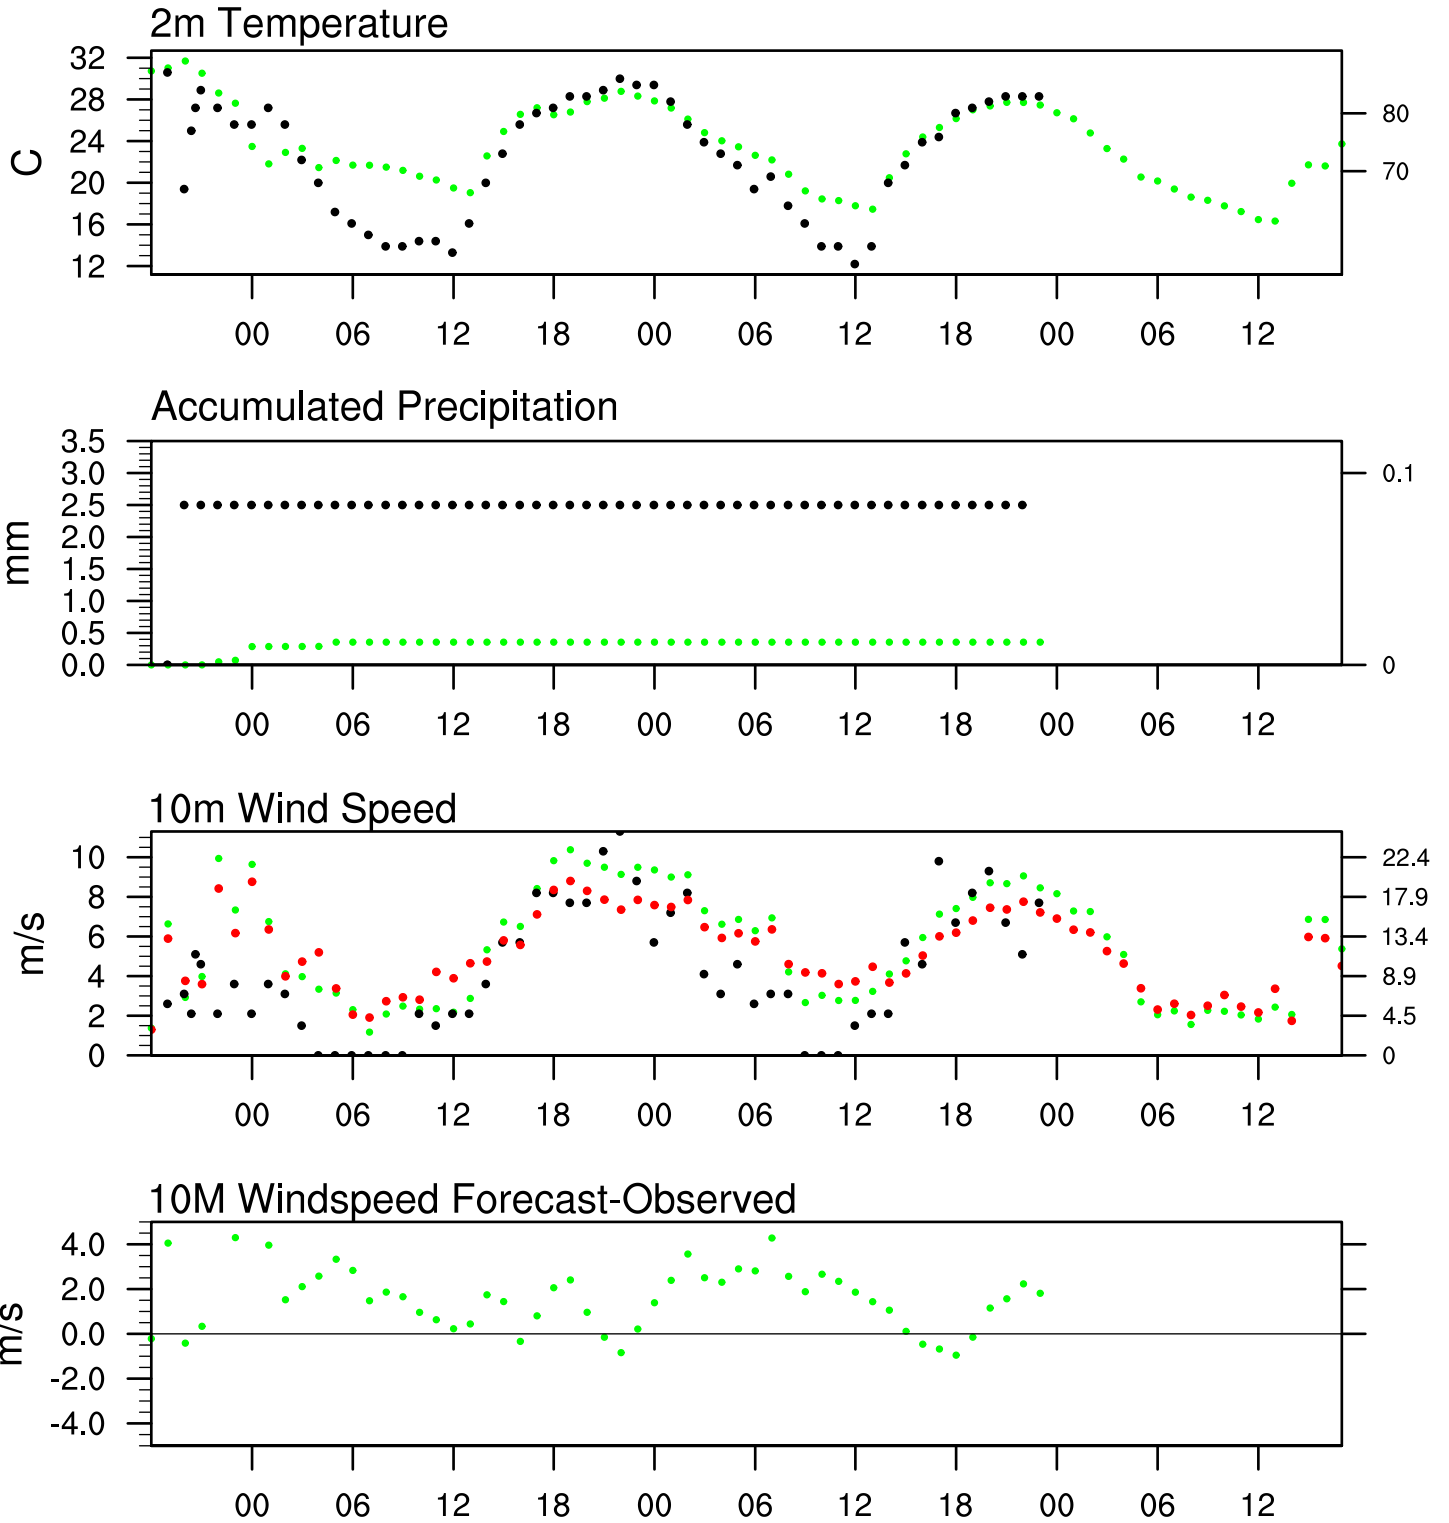 2m Temperature
32
28
24
20
16
12
C
80
70
00 06 12 18 00 06 12 18 00 06 12
Accumulated Precipitation
3.5
3.0
2.5
2.0
1.5
1.0
0.5
0.0
mm
0.1
0
00 06 12 18 00 06 12 18 00 06 12
10m Wind Speed
10
8
6
4
2
0
m/s
22.4
17.9
13.4
8.9
4.5
0
00 06 12 18 00 06 12 18 00 06 12
10M Windspeed Forecast-Observed
4.0
2.0
0.0
-2.0
-4.0
m/s
00 06 12 18 00 06 12 18 00 06 12